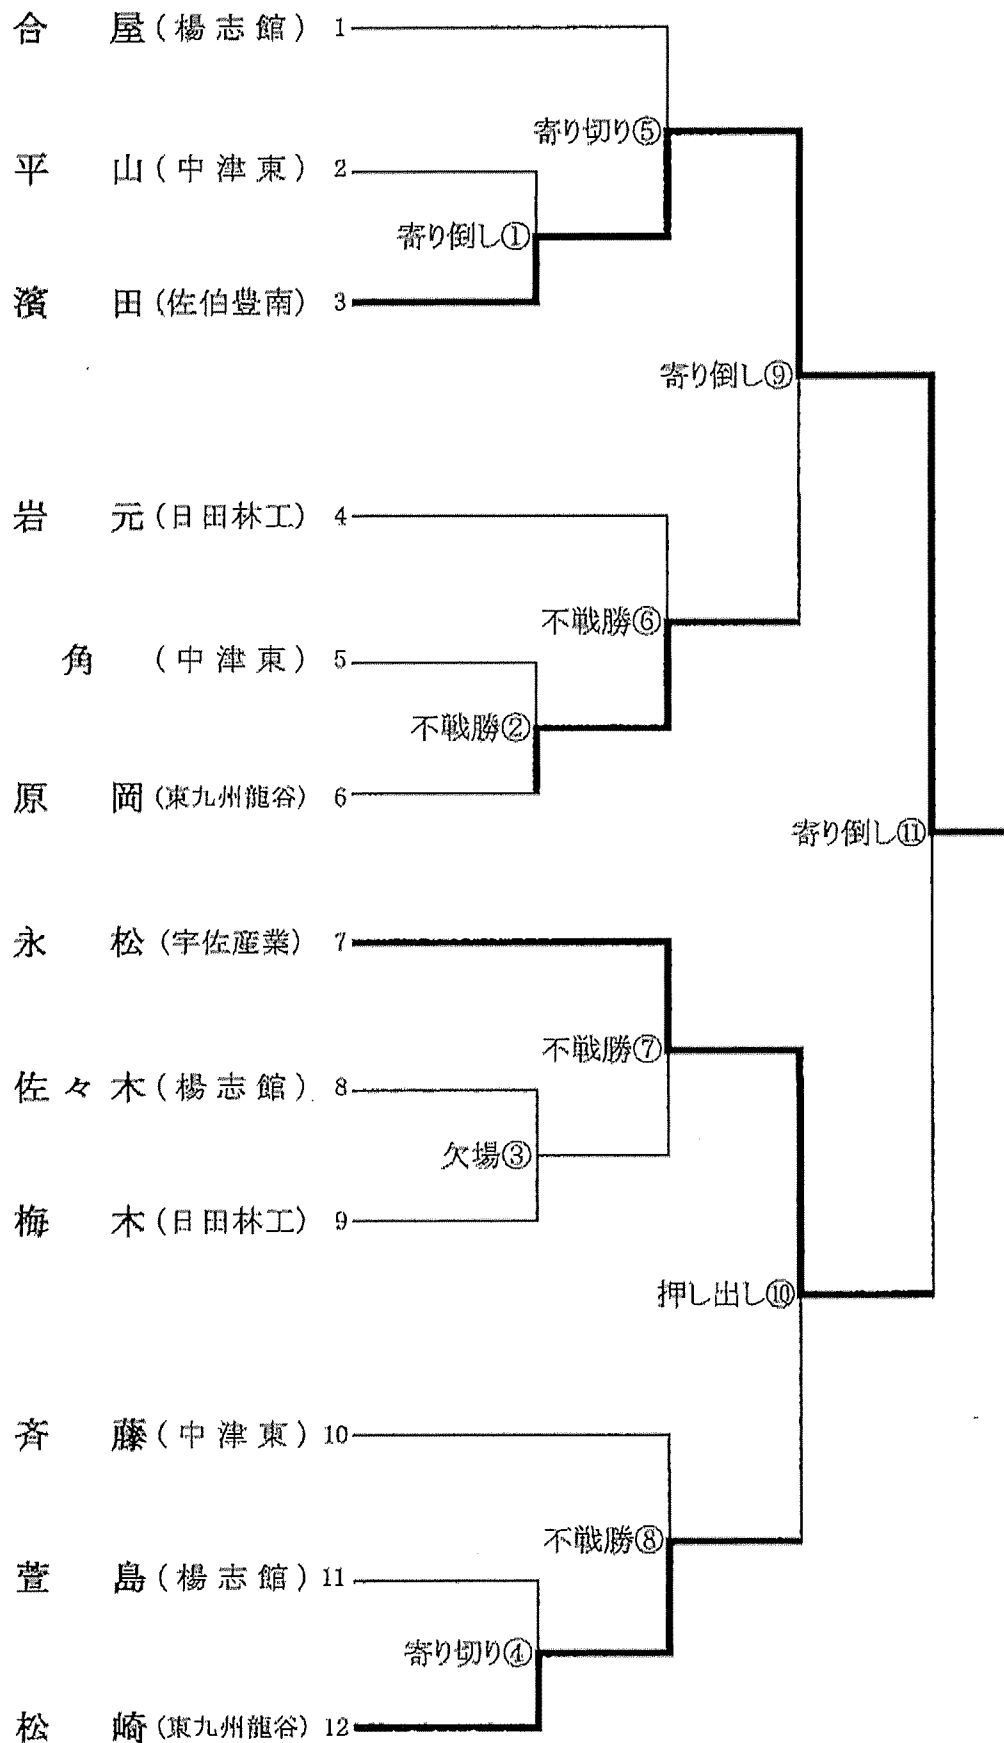 合屋(楊志館) 1
寄り切り⑤
平山(中津東) 2
寄り倒し①
濱田(佐伯豊南) 3
寄り倒し⑨
岩元(日田林工) 4
不戦勝⑥
角(中津東) 5
不戦勝②
原岡(東九州龍谷) 6
寄り倒し⑪
永松(宇佐産業) 7
不戦勝⑦
佐々木(楊志館) 8
欠場③
梅木(日田林工) 9
押し出し⑩
斉藤(中津東) 10
不戦勝⑧
萱島(楊志館) 11
寄り切り④
松崎(東九州龍谷) 12